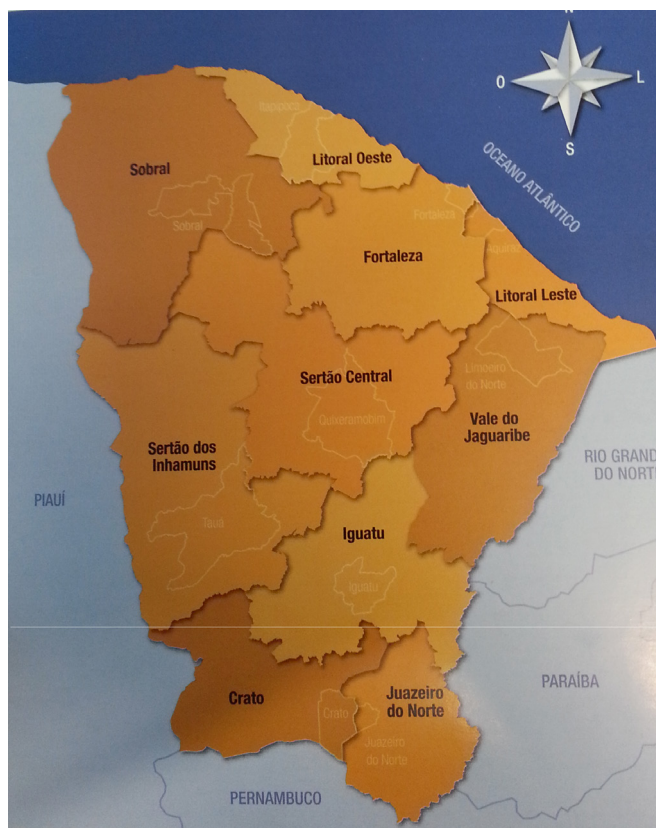 N
O
L
S
OCEANO ATLÂNTICO
Itapipoca
Litoral Oeste
Sobral
Sobral
Fortaleza
Fortaleza
Aquiraz
Litoral Leste
Sertão Central
Quixeramobim
Limoeiro
do Norte
Vale do
Jaguaribe
Sertão dos
Inhamuns
RIO GRAND
DO NORT
PIAUÍ
Tauá
Iguatu
Iguatu
PARAÍBA
Crato
Crato
Juazeiro
do Norte
Juazeiro
do Norte
PERNAMBUCO